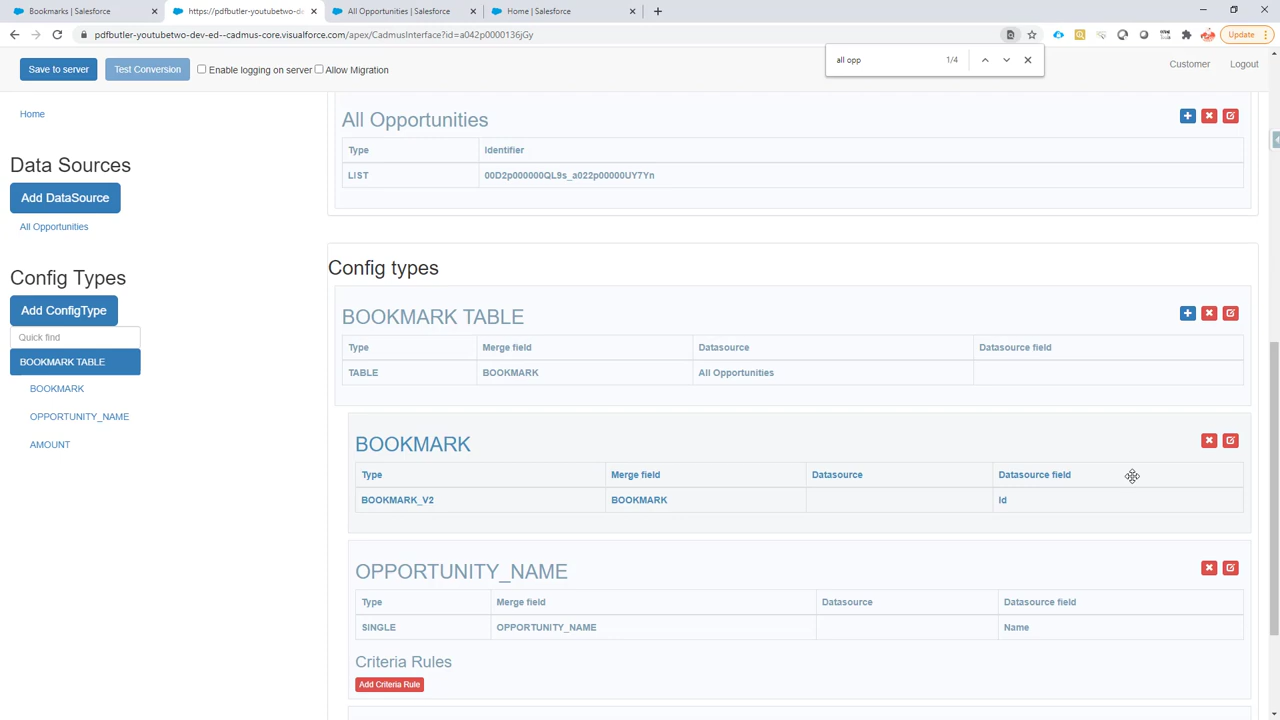 Bookmarks | Salesforce
https://pdfbutler-youtubetwo-de
All Opportunities | Salesforce
Home | Salesforce
pdfbutler-youtubetwo-dev-ed--cadmus-core.visualforce.com/apex/CadmusInterface?id=a042p0000136jGy
Update
all opp 1/4
Save to server Test Conversion Enable logging on server Allow Migration
Customer Logout
Home
Data Sources
Add DataSource
All Opportunities
Config Types
Add ConfigType
Quick find
BOOKMARK TABLE
BOOKMARK
OPPORTUNITY_NAME
AMOUNT
All Opportunities
Type Identifier
LIST 00D2p000000QL9s_a022p00000UY7Yn
Config types
BOOKMARK TABLE
Type Merge field Datasource Datasource field
TABLE BOOKMARK All Opportunities
BOOKMARK
Type Merge field Datasource Datasource field
BOOKMARK_V2 BOOKMARK Id
OPPORTUNITY_NAME
Type Merge field Datasource Datasource field
SINGLE OPPORTUNITY_NAME Name
Criteria Rules
Add Criteria Rule